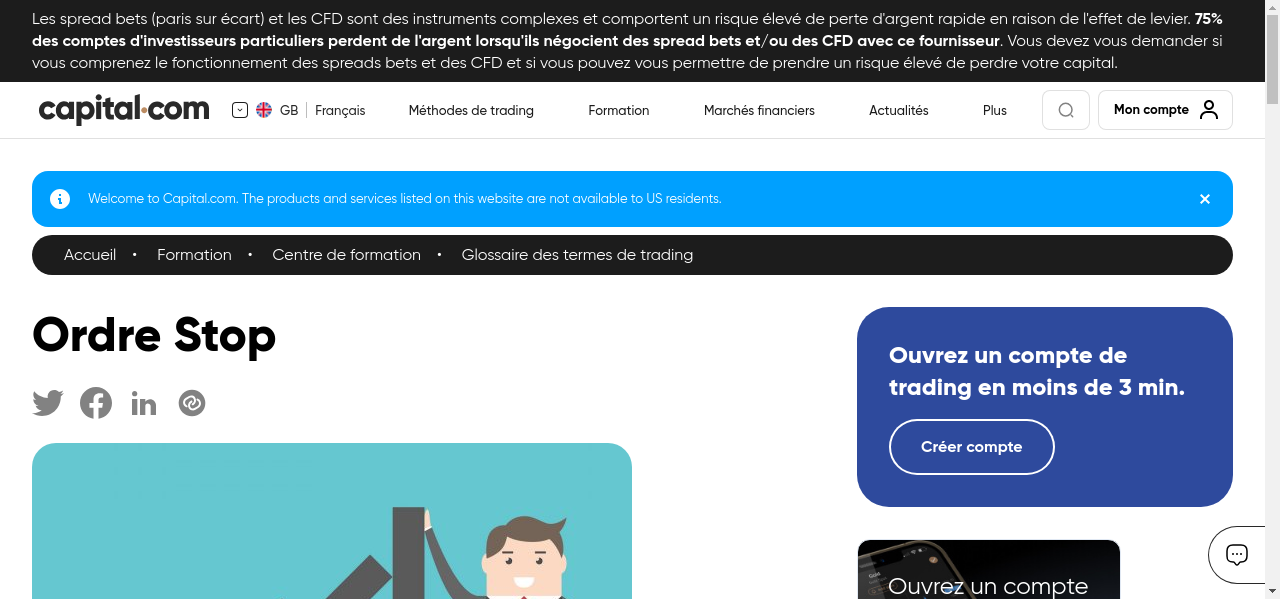 Les spread bets (paris sur écart) et les CFD sont des instruments complexes et comportent un risque élevé de perte d'argent rapide en raison de l'effet de levier. 75%
des comptes d'investisseurs particuliers perdent de l'argent lorsqu'ils négocient des spread bets et/ou des CFD avec ce fournisseur. Vous devez vous demander si
vous comprenez le fonctionnement des spreads bets et des CFD et si vous pouvez vous permettre de prendre un risque élevé de perdre votre capital.
capital.com GB Français Méthodes de trading Formation Marchés financiers Actualités Plus Mon compte
Welcome to Capital.com. The products and services listed on this website are not available to US residents.
Accueil • Formation • Centre de formation • Glossaire des termes de trading
Ordre Stop
Ouvrez un compte de
trading en moins de 3 min.
Créer compte
Ouvrez un compte